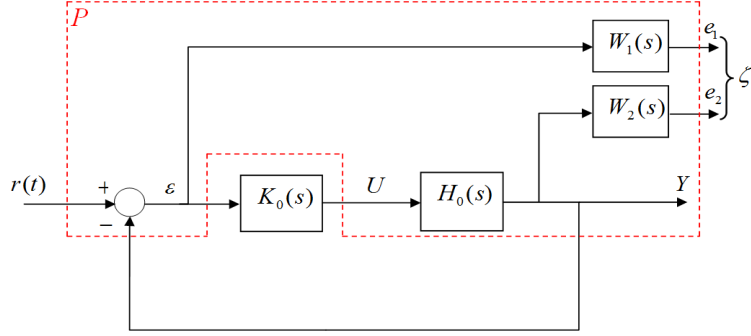 P
W₁(s)
e₁
ζ
W₂(s)
e₂
r(t)
+
ε
K₀(s)
U
H₀(s)
Y
−